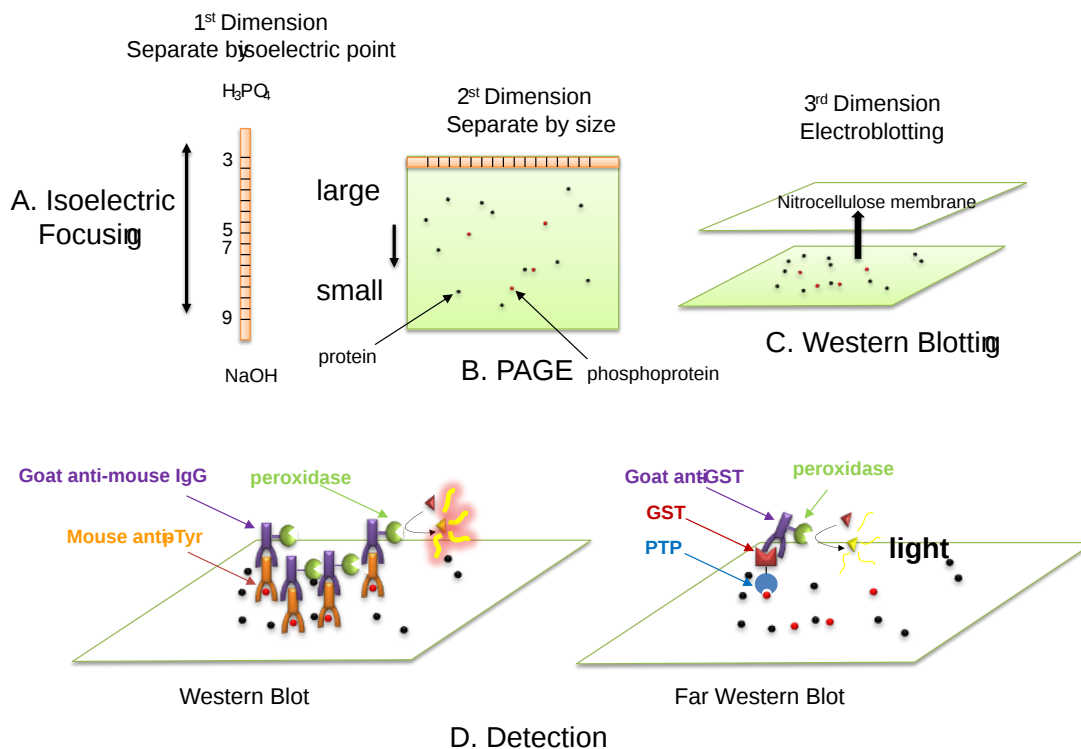 1st Dimension
Separate by isoelectric point
H3PO4
3
5
7
9
NaOH
A. Isoelectric
Focusing
2st Dimension
Separate by size
large
small
protein
B. PAGE
phosphoprotein
3rd Dimension
Electroblotting
Nitrocellulose membrane
C. Western Blotting
Goat anti-mouse IgG
peroxidase
Mouse anti-pTyr
Western Blot
Goat anti-GST
peroxidase
GST
PTP
light
Far Western Blot
D. Detection